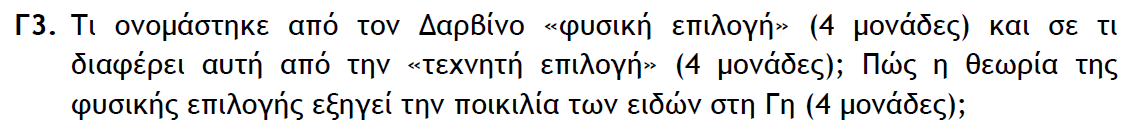 Γ3. Τι ονομάστηκε από τον Δαρβίνο «φυσική επιλογή» (4 μονάδες) και σε τι
διαφέρει αυτή από την «τεχνητή επιλογή» (4 μονάδες); Πώς η θεωρία της
φυσικής επιλογής εξηγεί την ποικιλία των ειδών στη Γη (4 μονάδες);